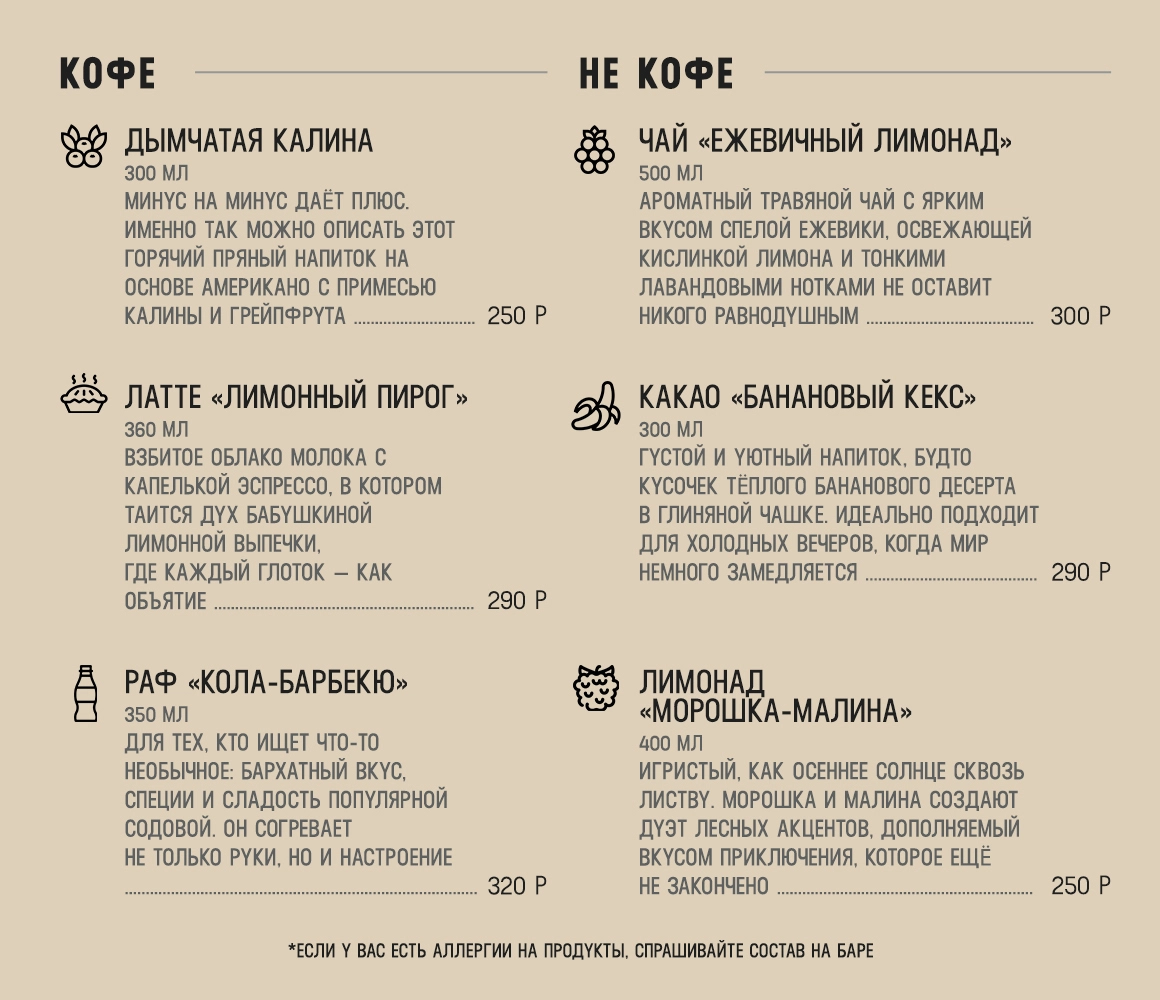 КОФЕ
ДЫМЧАТАЯ КАЛИНА
300 МЛ
МИНУС НА МИНУС ДАЁТ ПЛЮС.
ИМЕННО ТАК МОЖНО ОПИСАТЬ ЭТОТ
ГОРЯЧИЙ ПРЯНЫЙ НАПИТОК НА
ОСНОВЕ АМЕРИКАНО С ПРИМЕСЬЮ
КАЛИНЫ И ГРЕЙПФРУТА 250 Р
ЛАТТЕ «ЛИМОННЫЙ ПИРОГ»
360 МЛ
ВЗБИТОЕ ОБЛАКО МОЛОКА С
КАПЕЛЬКОЙ ЭСПРЕССО, В КОТОРОМ
ТАИТСЯ ДУХ БАБУШКИНОЙ
ЛИМОННОЙ ВЫПЕЧКИ,
ГДЕ КАЖДЫЙ ГЛОТОК – КАК
ОБЪЯТИЕ 290 Р
РАФ «КОЛА-БАРБЕКЮ»
350 МЛ
ДЛЯ ТЕХ, КТО ИЩЕТ ЧТО-ТО
НЕОБЫЧНОЕ: БАРХАТНЫЙ ВКУС,
СПЕЦИИ И СЛАДОСТЬ ПОПУЛЯРНОЙ
СОДОВОЙ. ОН СОГРЕВАЕТ
НЕ ТОЛЬКО РУКИ, НО И НАСТРОЕНИЕ
320 Р
НЕ КОФЕ
ЧАЙ «ЕЖЕВИЧНЫЙ ЛИМОНАД»
500 МЛ
АРОМАТНЫЙ ТРАВЯНОЙ ЧАЙ С ЯРКИМ
ВКУСОМ СПЕЛОЙ ЕЖЕВИКИ, ОСВЕЖАЮЩЕЙ
КИСЛИНКОЙ ЛИМОНА И ТОНКИМИ
ЛАВАНДОВЫМИ НОТКАМИ НЕ ОСТАВИТ
НИКОГО РАВНОДУШНЫМ 300 Р
КАКАО «БАНАНОВЫЙ КЕКС»
300 МЛ
ГУСТОЙ И УЮТНЫЙ НАПИТОК, БУДТО
КУСОЧЕК ТЁПЛОГО БАНАНОВОГО ДЕСЕРТА
В ГЛИНЯНОЙ ЧАШКЕ. ИДЕАЛЬНО ПОДХОДИТ
ДЛЯ ХОЛОДНЫХ ВЕЧЕРОВ, КОГДА МИР
НЕМНОГО ЗАМЕДЛЯЕТСЯ 290 Р
ЛИМОНАД
«МОРОШКА-МАЛИНА»
400 МЛ
ИГРИСТЫЙ, КАК ОСЕННЕЕ СОЛНЦЕ СКВОЗЬ
ЛИСТВУ. МОРОШКА И МАЛИНА СОЗДАЮТ
ДУЭТ ЛЕСНЫХ АКЦЕНТОВ, ДОПОЛНЯЕМЫЙ
ВКУСОМ ПРИКЛЮЧЕНИЯ, КОТОРОЕ ЕЩЁ
НЕ ЗАКОНЧЕНО 250 Р
*ЕСЛИ У ВАС ЕСТЬ АЛЛЕРГИИ НА ПРОДУКТЫ, СПРАШИВАЙТЕ СОСТАВ НА БАРЕ